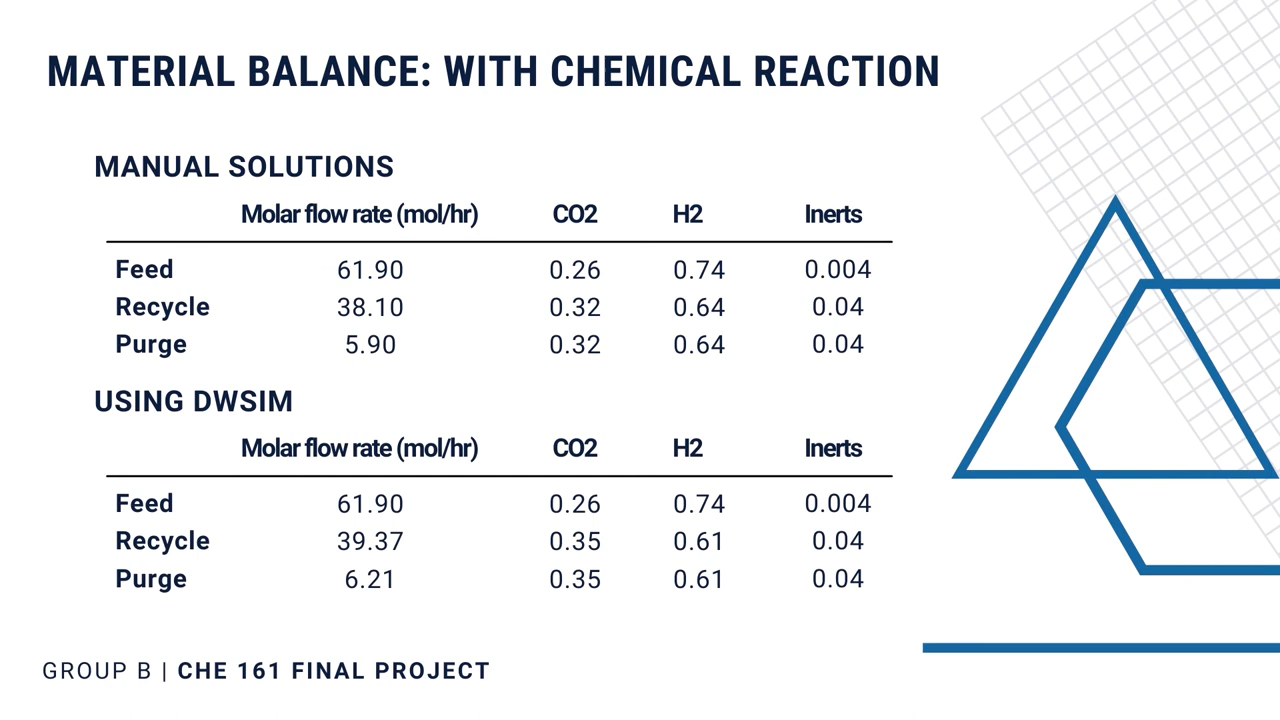 MATERIAL BALANCE: WITH CHEMICAL REACTION
MANUAL SOLUTIONS
Molar flow rate (mol/hr) CO2 H2 Inerts
Feed 61.90 0.26 0.74 0.004
Recycle 38.10 0.32 0.64 0.04
Purge 5.90 0.32 0.64 0.04
USING DWSIM
Molar flow rate (mol/hr) CO2 H2 Inerts
Feed 61.90 0.26 0.74 0.004
Recycle 39.37 0.35 0.61 0.04
Purge 6.21 0.35 0.61 0.04
GROUP B | CHE 161 FINAL PROJECT